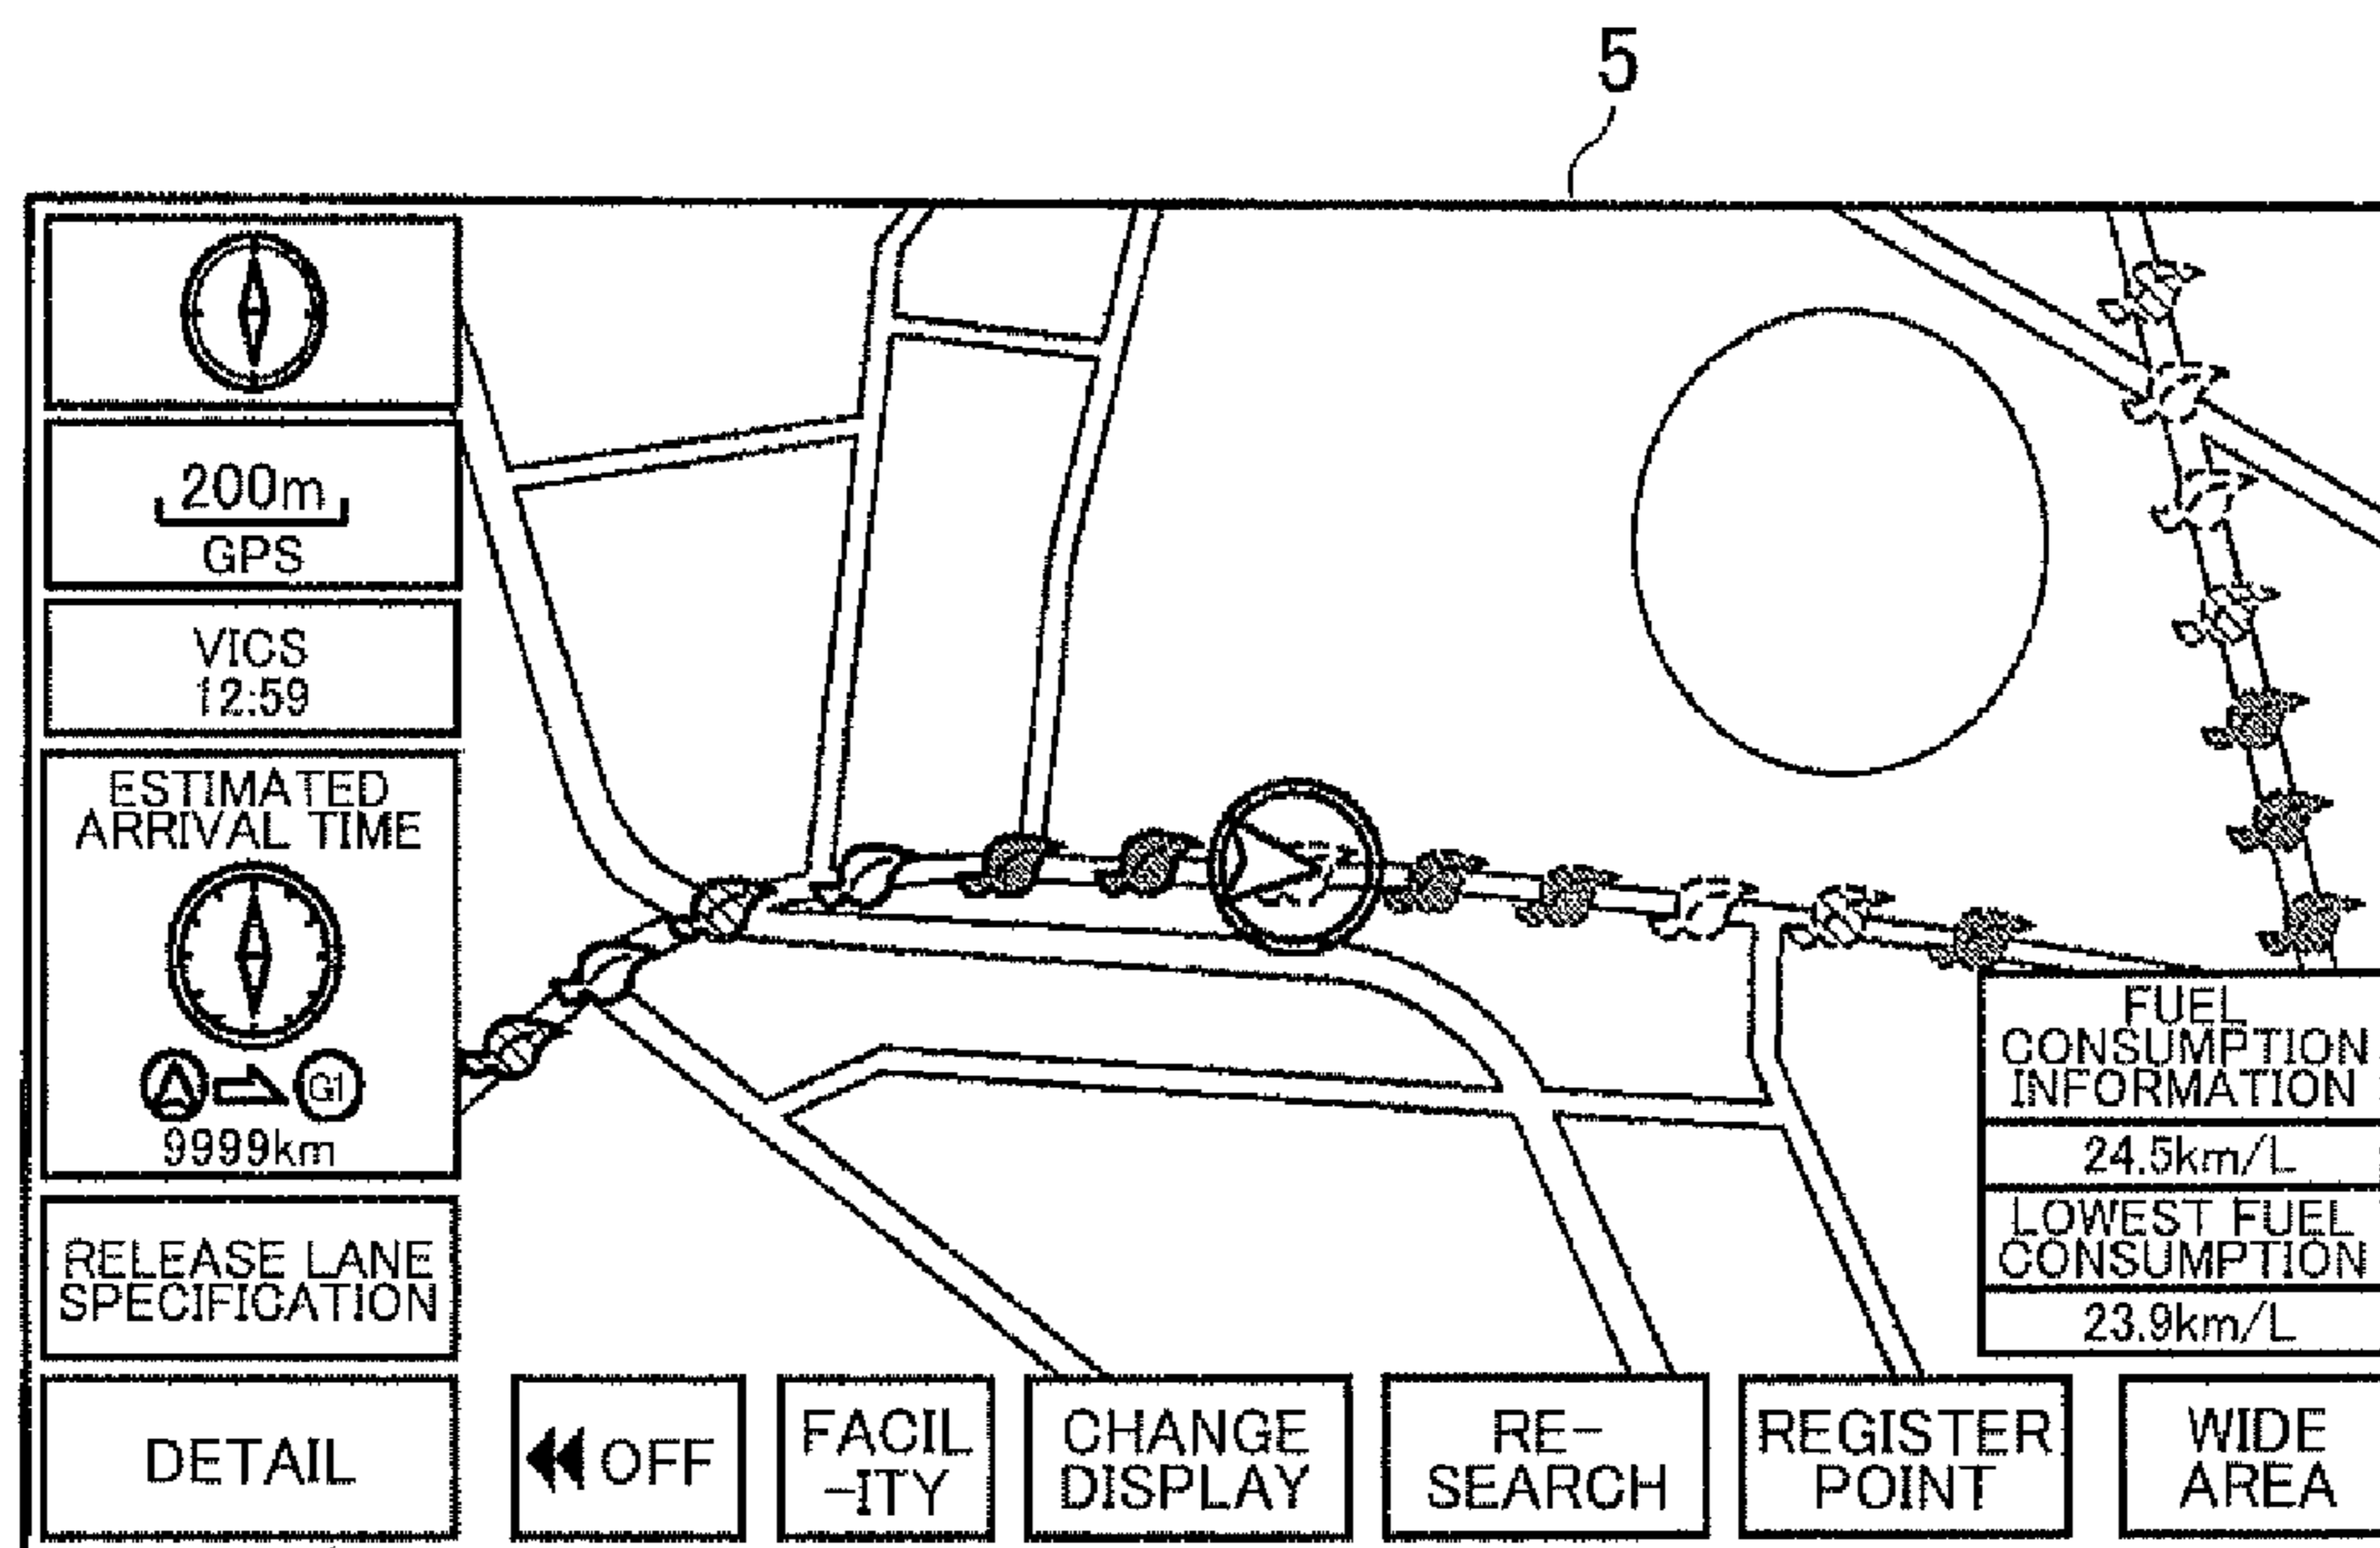 5
200m
GPS
VICS
12:59
ESTIMATED
ARRIVAL TIME
G1
9999km
RELEASE LANE
SPECIFICATION
FUEL
CONSUMPTION
INFORMATION
24.5km/L
LOWEST FUEL
CONSUMPTION
23.9km/L
DETAIL
OFF
FACIL
-ITY
CHANGE
DISPLAY
RE-
SEARCH
REGISTER
POINT
WIDE
AREA